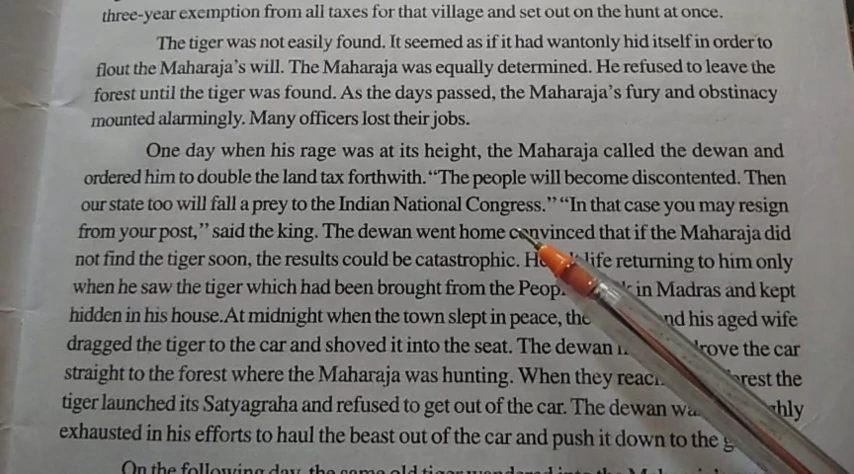 three-year exemption from all taxes for that village and set out on the hunt at once.
The tiger was not easily found. It seemed as if it had wantonly hid itself in order to
flout the Maharaja's will. The Maharaja was equally determined. He refused to leave the
forest until the tiger was found. As the days passed, the Maharaja's fury and obstinacy
mounted alarmingly. Many officers lost their jobs.
One day when his rage was at its height, the Maharaja called the dewan and
ordered him to double the land tax forthwith. “The people will become discontented. Then
our state too will fall a prey to the Indian National Congress.” “In that case you may resign
from your post,” said the king. The dewan went home convinced that if the Maharaja did
not find the tiger soon, the results could be catastrophic. life returning to him only
when he saw the tiger which had been brought from the in Madras and kept
hidden in his house.At midnight when the town slept in peace, the his aged wife
dragged the tiger to the car and shoved it into the seat. The dewan the car
straight to the forest where the Maharaja was hunting. When they the
tiger launched its Satyagraha and refused to get out of the car. The dewan
exhausted in his efforts to haul the beast out of the car and push it down to the
On the following day, the same old tiger